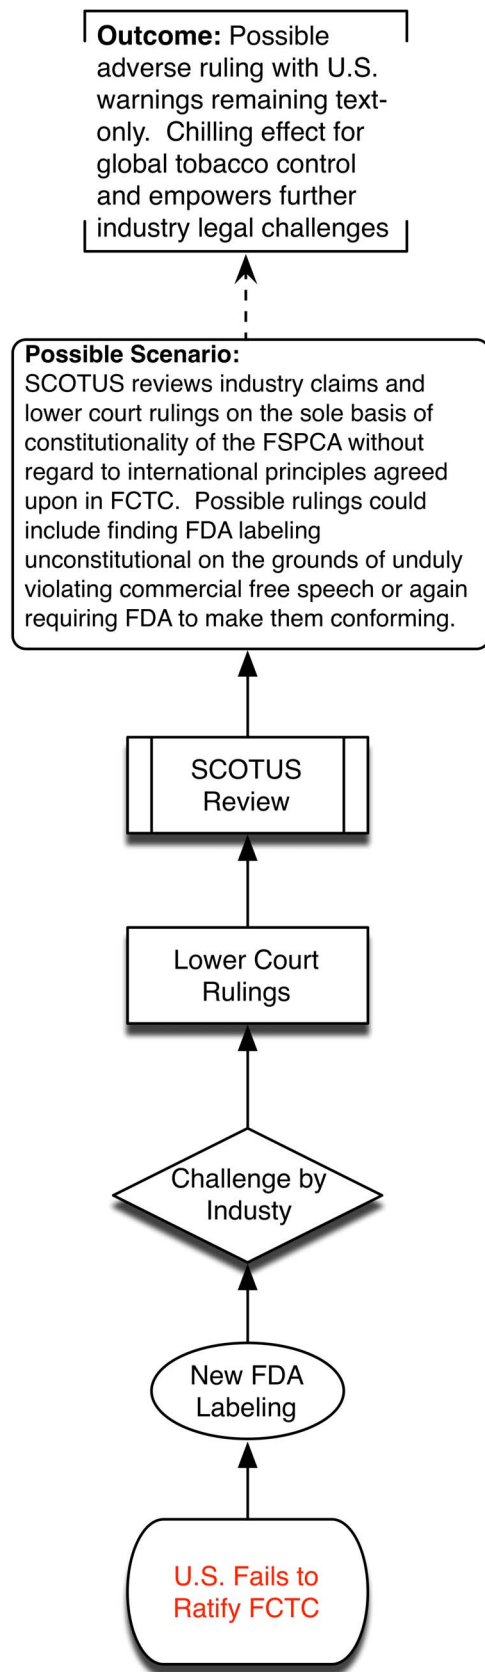 Outcome: Possible
adverse ruling with U.S.
warnings remaining text-
only.  Chilling effect for
global tobacco control
and empowers further
industry legal challenges
Possible Scenario:
SCOTUS reviews industry claims and
lower court rulings on the sole basis of
constitutionality of the FSPCA without
regard to international principles agreed
upon in FCTC.  Possible rulings could
include finding FDA labeling
unconstitutional on the grounds of unduly
violating commercial free speech or again
requiring FDA to make them conforming.
SCOTUS
Review
Lower Court
Rulings
Challenge by
Industy
New FDA
Labeling
U.S. Fails to
Ratify FCTC